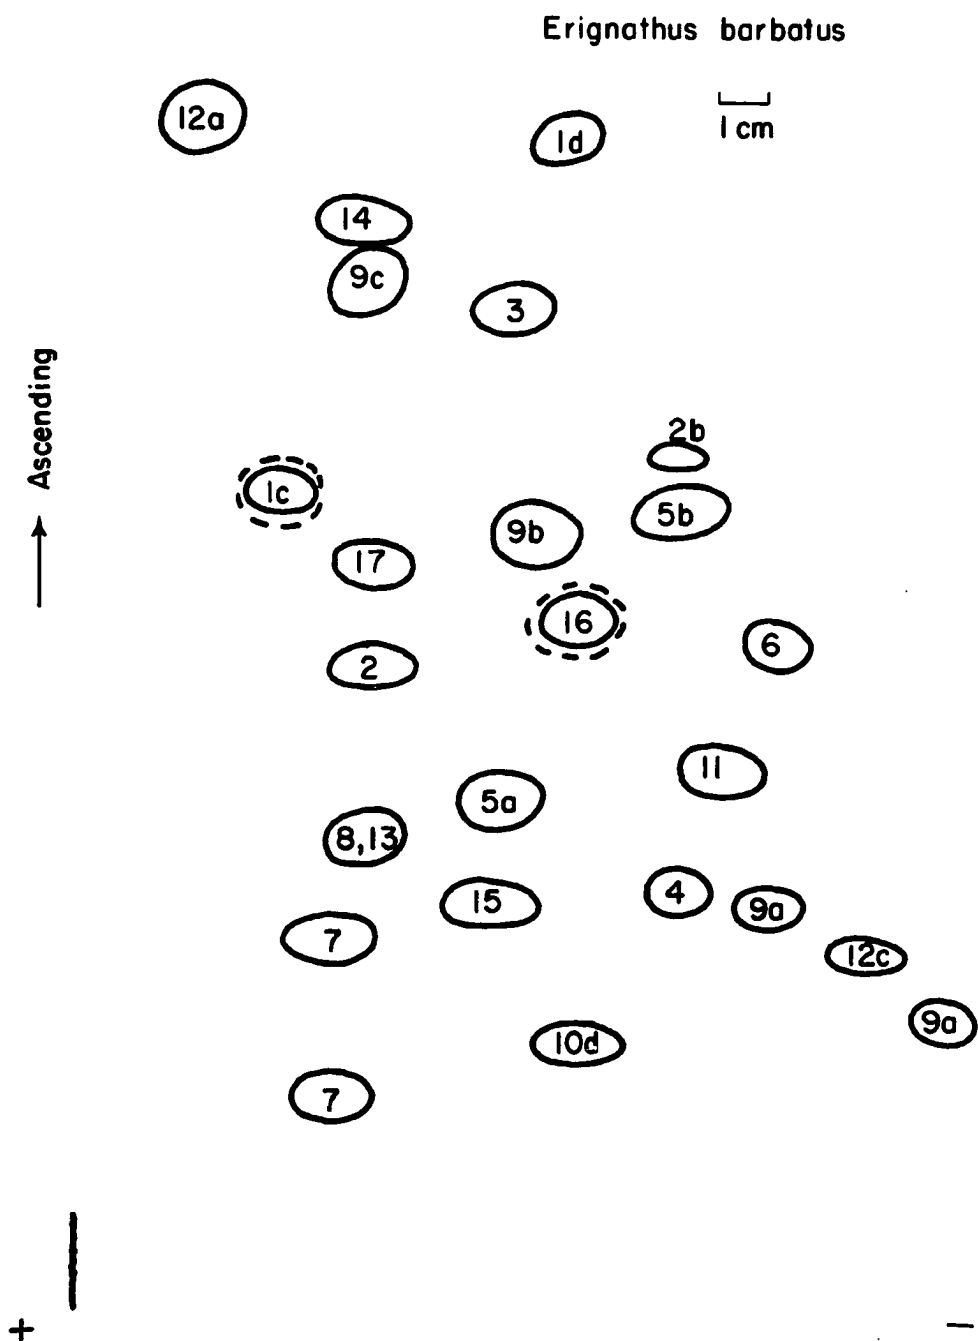 Erignathus barbatus
1 cm
12a
1d
14
9c
3
Ascending
2b
1c
5b
9b
17
16
6
2
11
5a
8,13
4
15
9a
7
12c
9a
10d
7
+
−